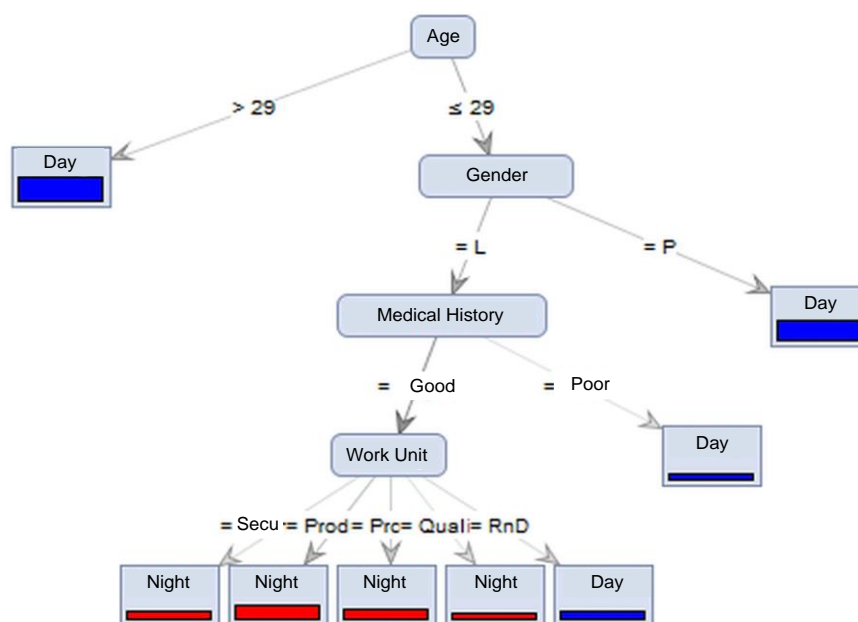 Age
> 29
≤ 29
Day
Gender
= L
= P
Medical History
Day
= Good
= Poor
Work Unit
Day
= Secu = Prod = Prc = Quali = RnD
Night Night Night Night Day